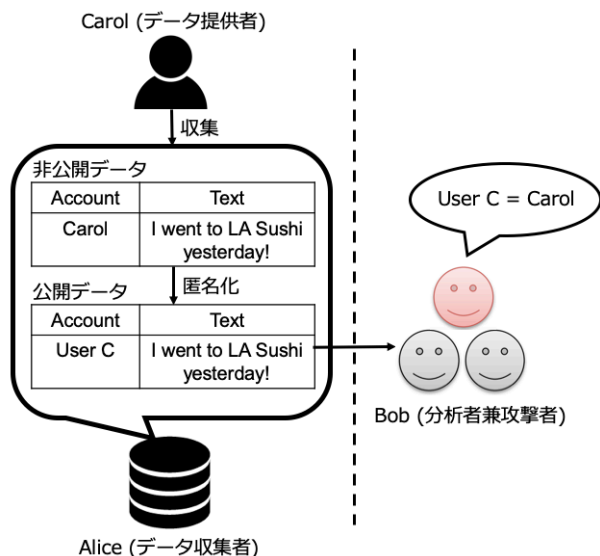 Carol (データ提供者)
収集
非公開データ
Account Text
Carol I went to LA Sushi
yesterday!
匿名化
公開データ
Account Text
User C I went to LA Sushi
yesterday!
Alice (データ収集者)
User C = Carol
Bob (分析者兼攻撃者)